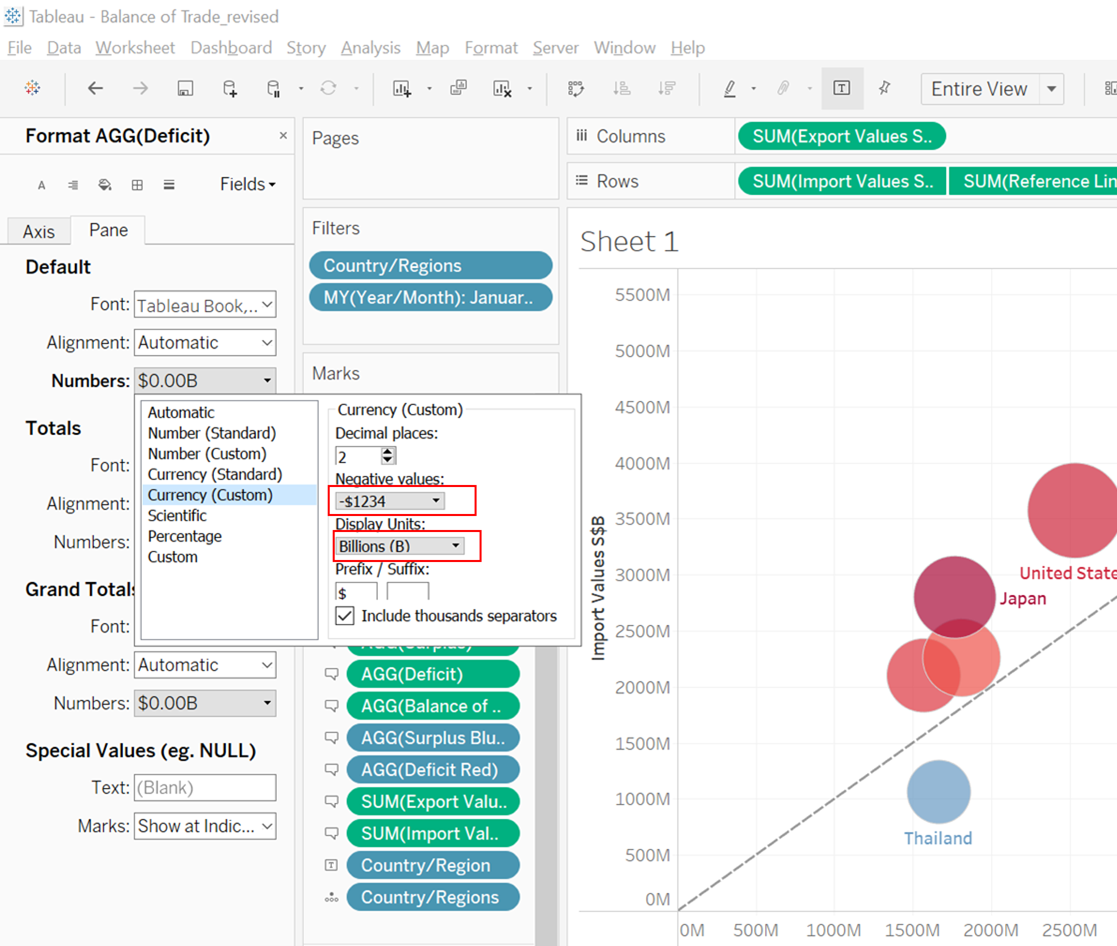 Tableau - Balance of Trade_revised
File Data Worksheet Dashboard Story Analysis Map Format Server Window Help
Entire View
Format AGG(Deficit)
Fields
Axis
Pane
Default
Font: Tableau Book,..
Alignment: Automatic
Numbers: $0.00B
Totals
Font:
Alignment:
Numbers:
Grand Totals
Font:
Alignment: Automatic
Numbers: $0.00B
Special Values (eg. NULL)
Text: (Blank)
Marks: Show at Indic...
Automatic
Number (Standard)
Number (Custom)
Currency (Standard)
Currency (Custom)
Scientific
Percentage
Custom
Currency (Custom)
Decimal places:
2
Negative values:
-$1234
Display Units:
Billions (B)
Prefix / Suffix:
$
Include thousands separators
Pages
Filters
Country/Regions
MY(Year/Month): Januar..
Marks
AGG(Deficit)
AGG(Balance of ..
AGG(Surplus Blu..
AGG(Deficit Red)
SUM(Export Valu..
SUM(Import Val..
Country/Region
Country/Regions
Columns
SUM(Export Values S..
Rows
SUM(Import Values S..
SUM(Reference Lin
Sheet 1
Import Values S$B
5500M
5000M
4500M
4000M
3500M
3000M
2500M
2000M
1500M
1000M
500M
0M
United State
Japan
Thailand
0M 500M 1000M 1500M 2000M 2500M